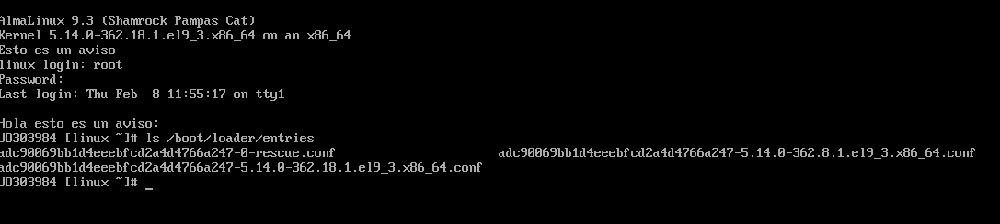 AlmaLinux 9.3 (Shamrock Pampas Cat)
Kernel 5.14.0-362.18.1.el9_3.x86_64 on an x86_64
Esto es un aviso
linux login: root
Password:
Last login: Thu Feb  8 11:55:17 on tty1
Hola esto es un aviso:
UO303984 [linux ~]# ls /boot/loader/entries
adc90069bb1d4eeebfcd2a4d4766a247-0-rescue.conf adc90069bb1d4eeebfcd2a4d4766a247-5.14.0-362.8.1.el9_3.x86_64.conf
adc90069bb1d4eeebfcd2a4d4766a247-5.14.0-362.18.1.el9_3.x86_64.conf
UO303984 [linux ~]# _